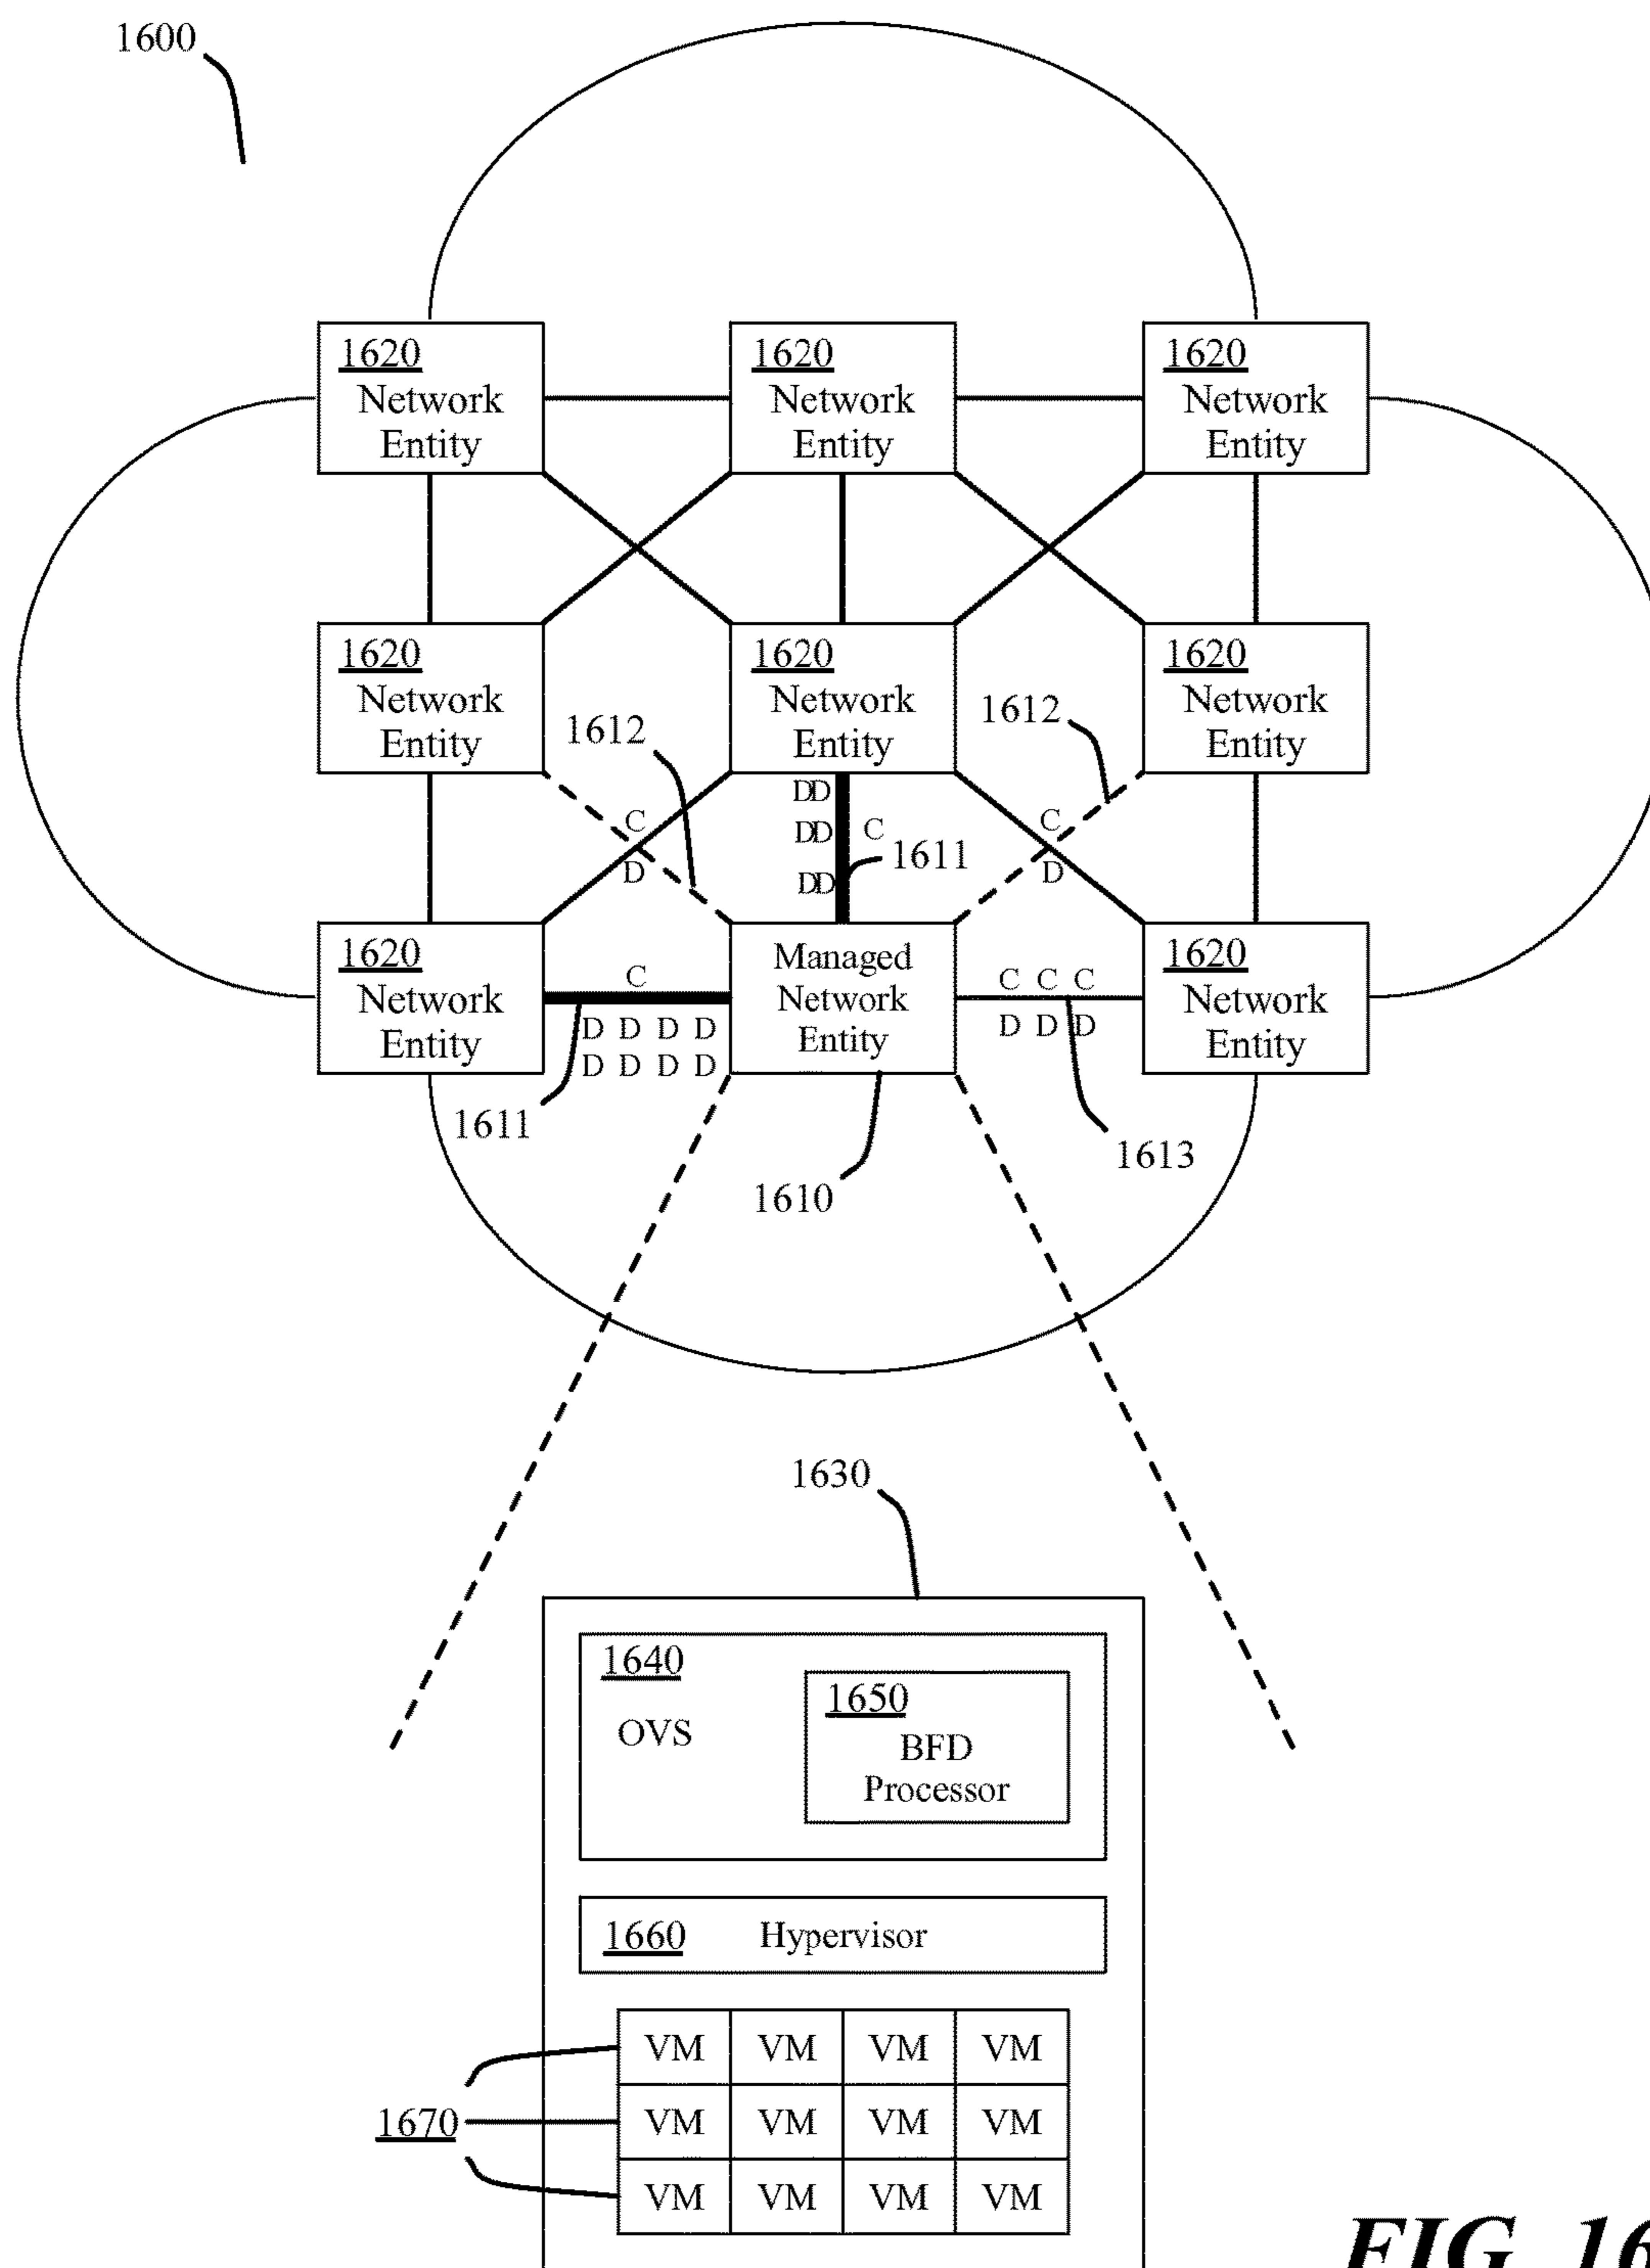 1600
1620 1620 1620
Network Network Network
Entity Entity Entity
1620 1620 1620
Network Network Network
Entity Entity Entity
1612 1612
DD
C DD C C
1611
D DD D
1620 Managed 1620
Network Network Network
Entity Entity Entity
C C C C
D D D D D D D
D D D D
1611
1613
1610
1630
1640
OVS
1650
BFD
Processor
1660 Hypervisor
VM VM VM VM
1670
VM VM VM VM
VM VM VM VM
FIG. 16